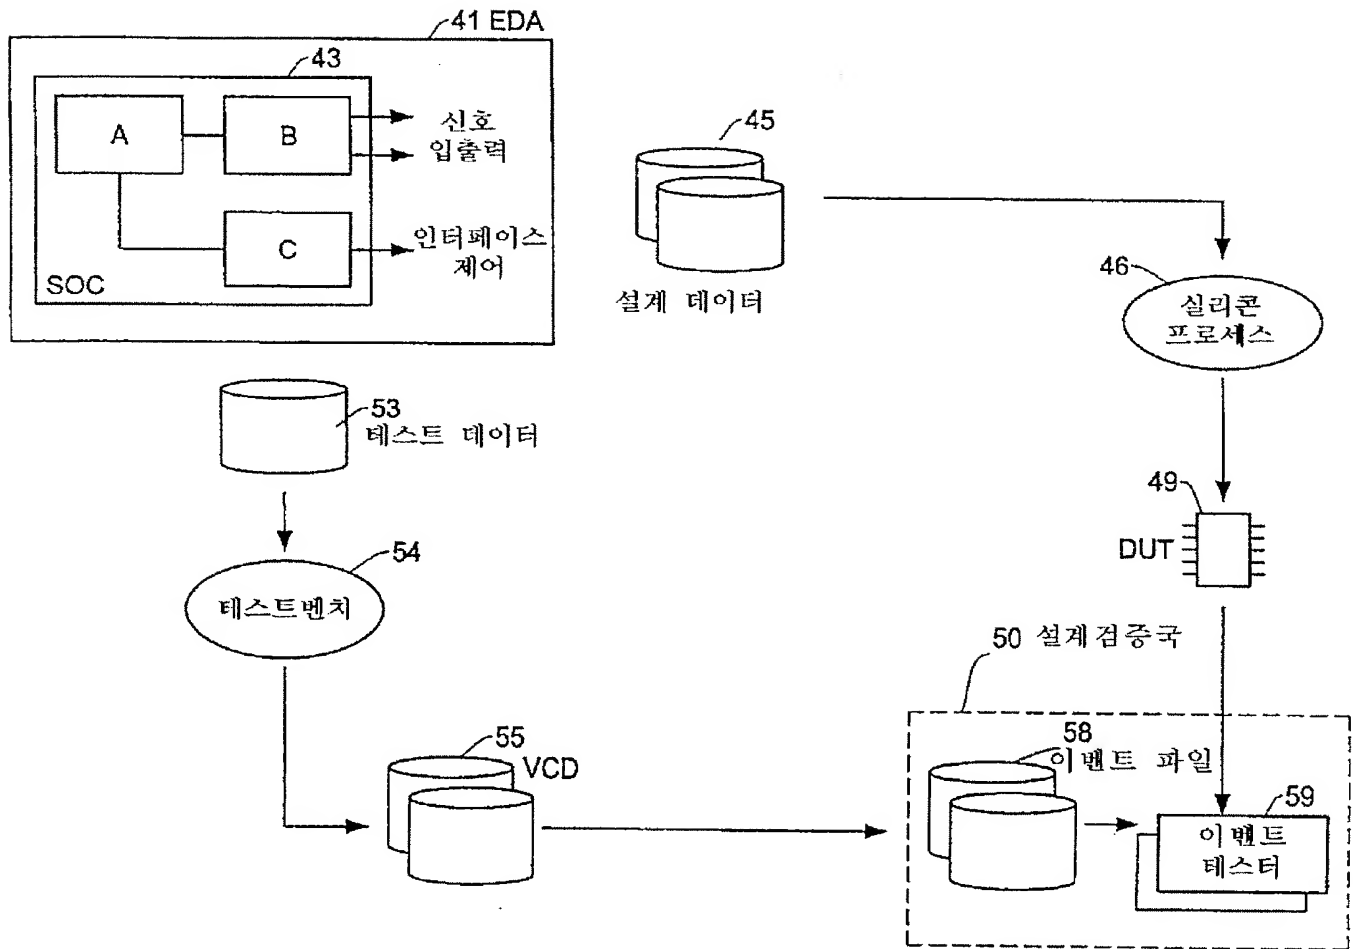 41 EDA
43
A
B
C
SOC
신호
입출력
인터페이스
제어
45
설계 데이터
46
실리콘
프로세스
53
테스트 데이터
54
테스트벤치
49
DUT
50 설계검증국
55
VCD
58
이벤트 파일
59
이벤트
테스터